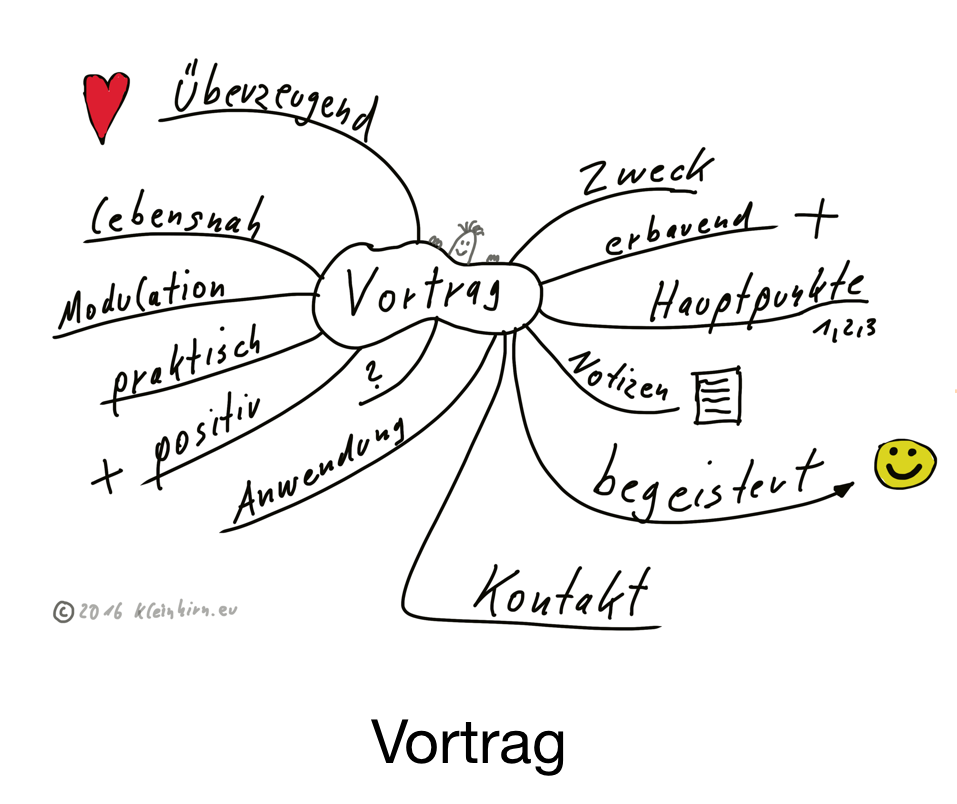 Überzeugend
Zweck
erbauend +
Lebensnah
Vortrag
Hauptpunkte
1,2,3
Modulation
praktisch
?
Notizen
+ positiv
Anwendung
begeistert
Kontakt
© 2016 kleinhirn.eu
Vortrag